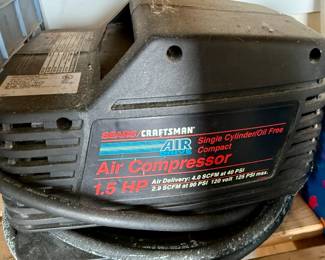 SEARS/CRAFTSMAN
AIR
Single Cylinder/Oil Free
Compact
Air Compressor
1.5 HP
Air Delivery: 4.0 SCFM at 40 PSI
2.9 SCFM at 90 PSI 120 volt 125 PSI max.